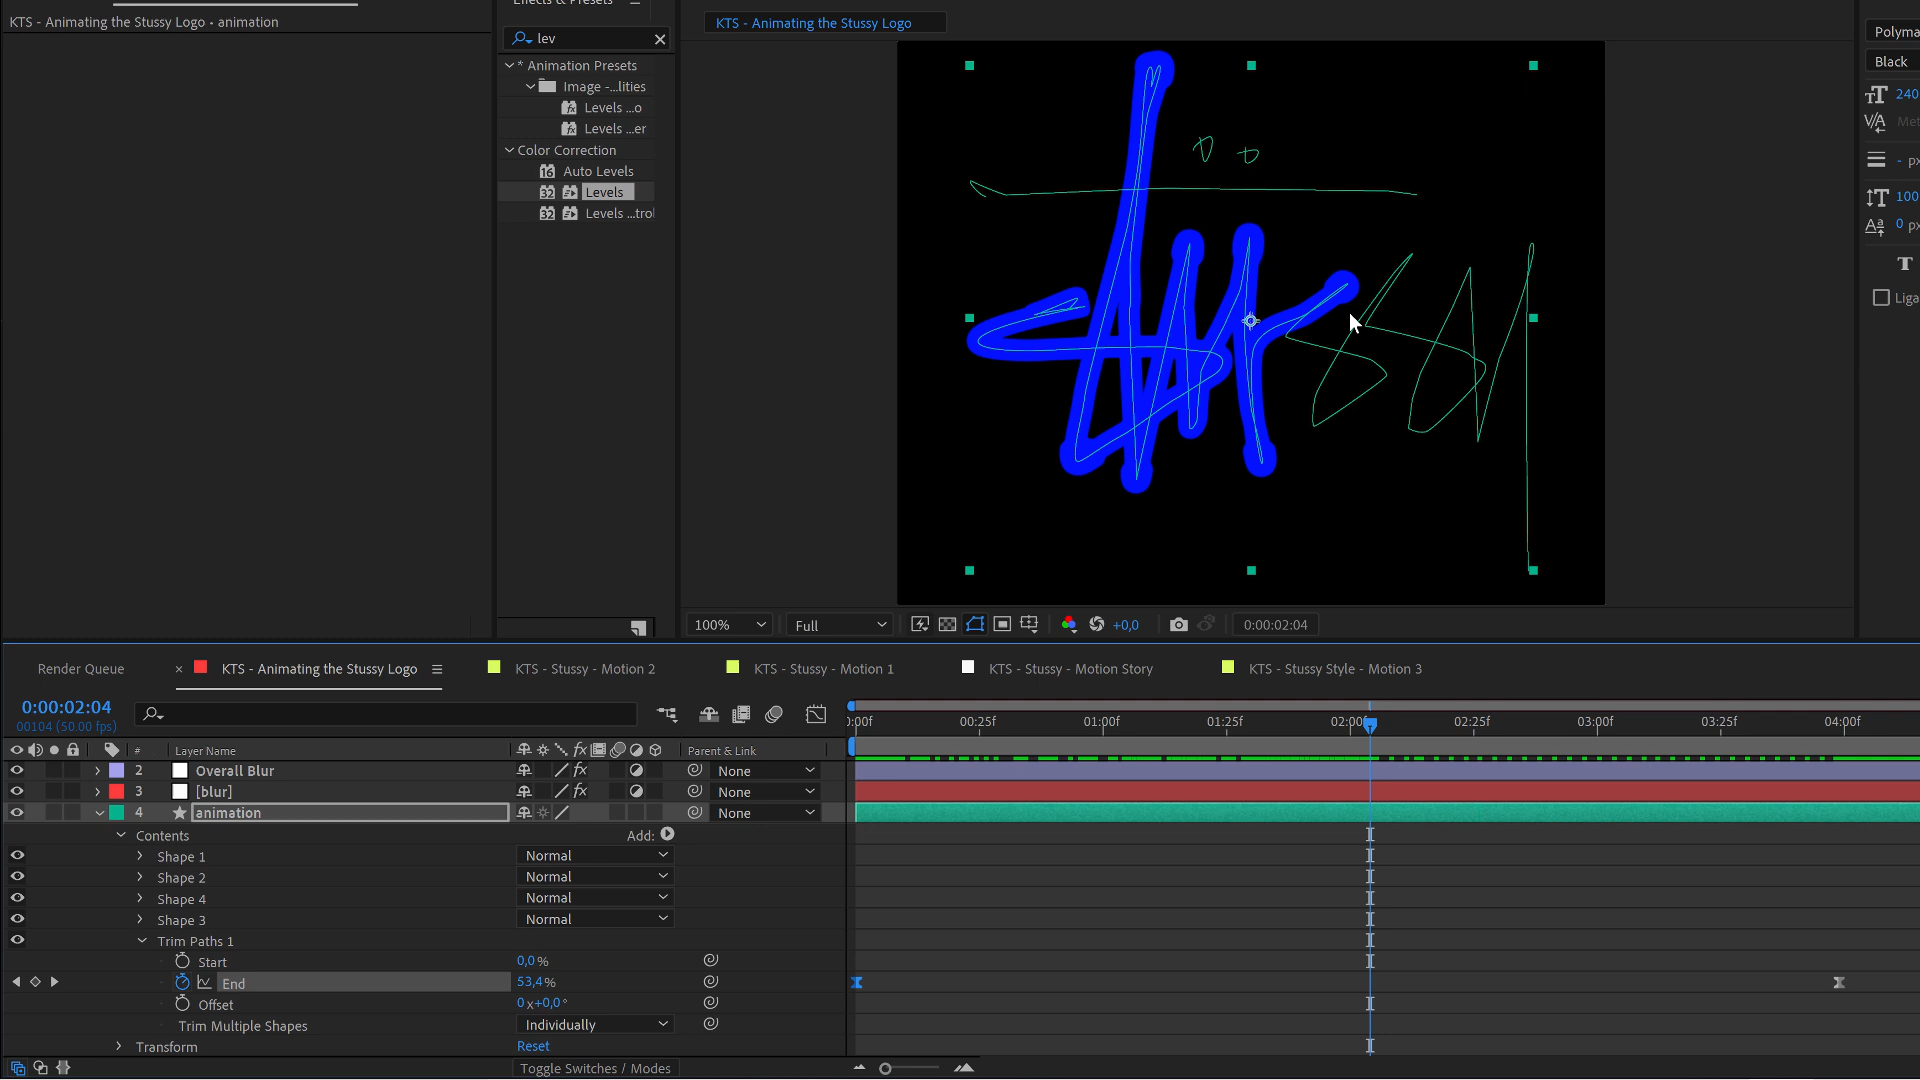 KTS - Animating the Stussy Logo • animation
Effects & Presets
lev
* Animation Presets
Image -...lities
Levels ...o
Levels ...er
Color Correction
16 Auto Levels
32 Levels
32 Levels ...trol
KTS - Animating the Stussy Logo
100%
Full
+0,0
0:00:02:04
Polyma
Black
240
Met
- px
100
0 px
T
Liga
Render Queue
× KTS - Animating the Stussy Logo
KTS - Stussy - Motion 2
KTS - Stussy - Motion 1
KTS - Stussy - Motion Story
KTS - Stussy Style - Motion 3
0:00:02:04
00104 (50.00 fps)
:00f 00:25f 01:00f 01:25f 02:00f 02:25f 03:00f 03:25f 04:00f
# Layer Name Parent & Link
2 Overall Blur None
3 [blur] None
4 animation None
Contents Add:
Shape 1 Normal
Shape 2 Normal
Shape 4 Normal
Shape 3 Normal
Trim Paths 1
Start 0,0 %
End 53,4 %
Offset 0 x+0,0 °
Trim Multiple Shapes Individually
Transform Reset
Toggle Switches / Modes